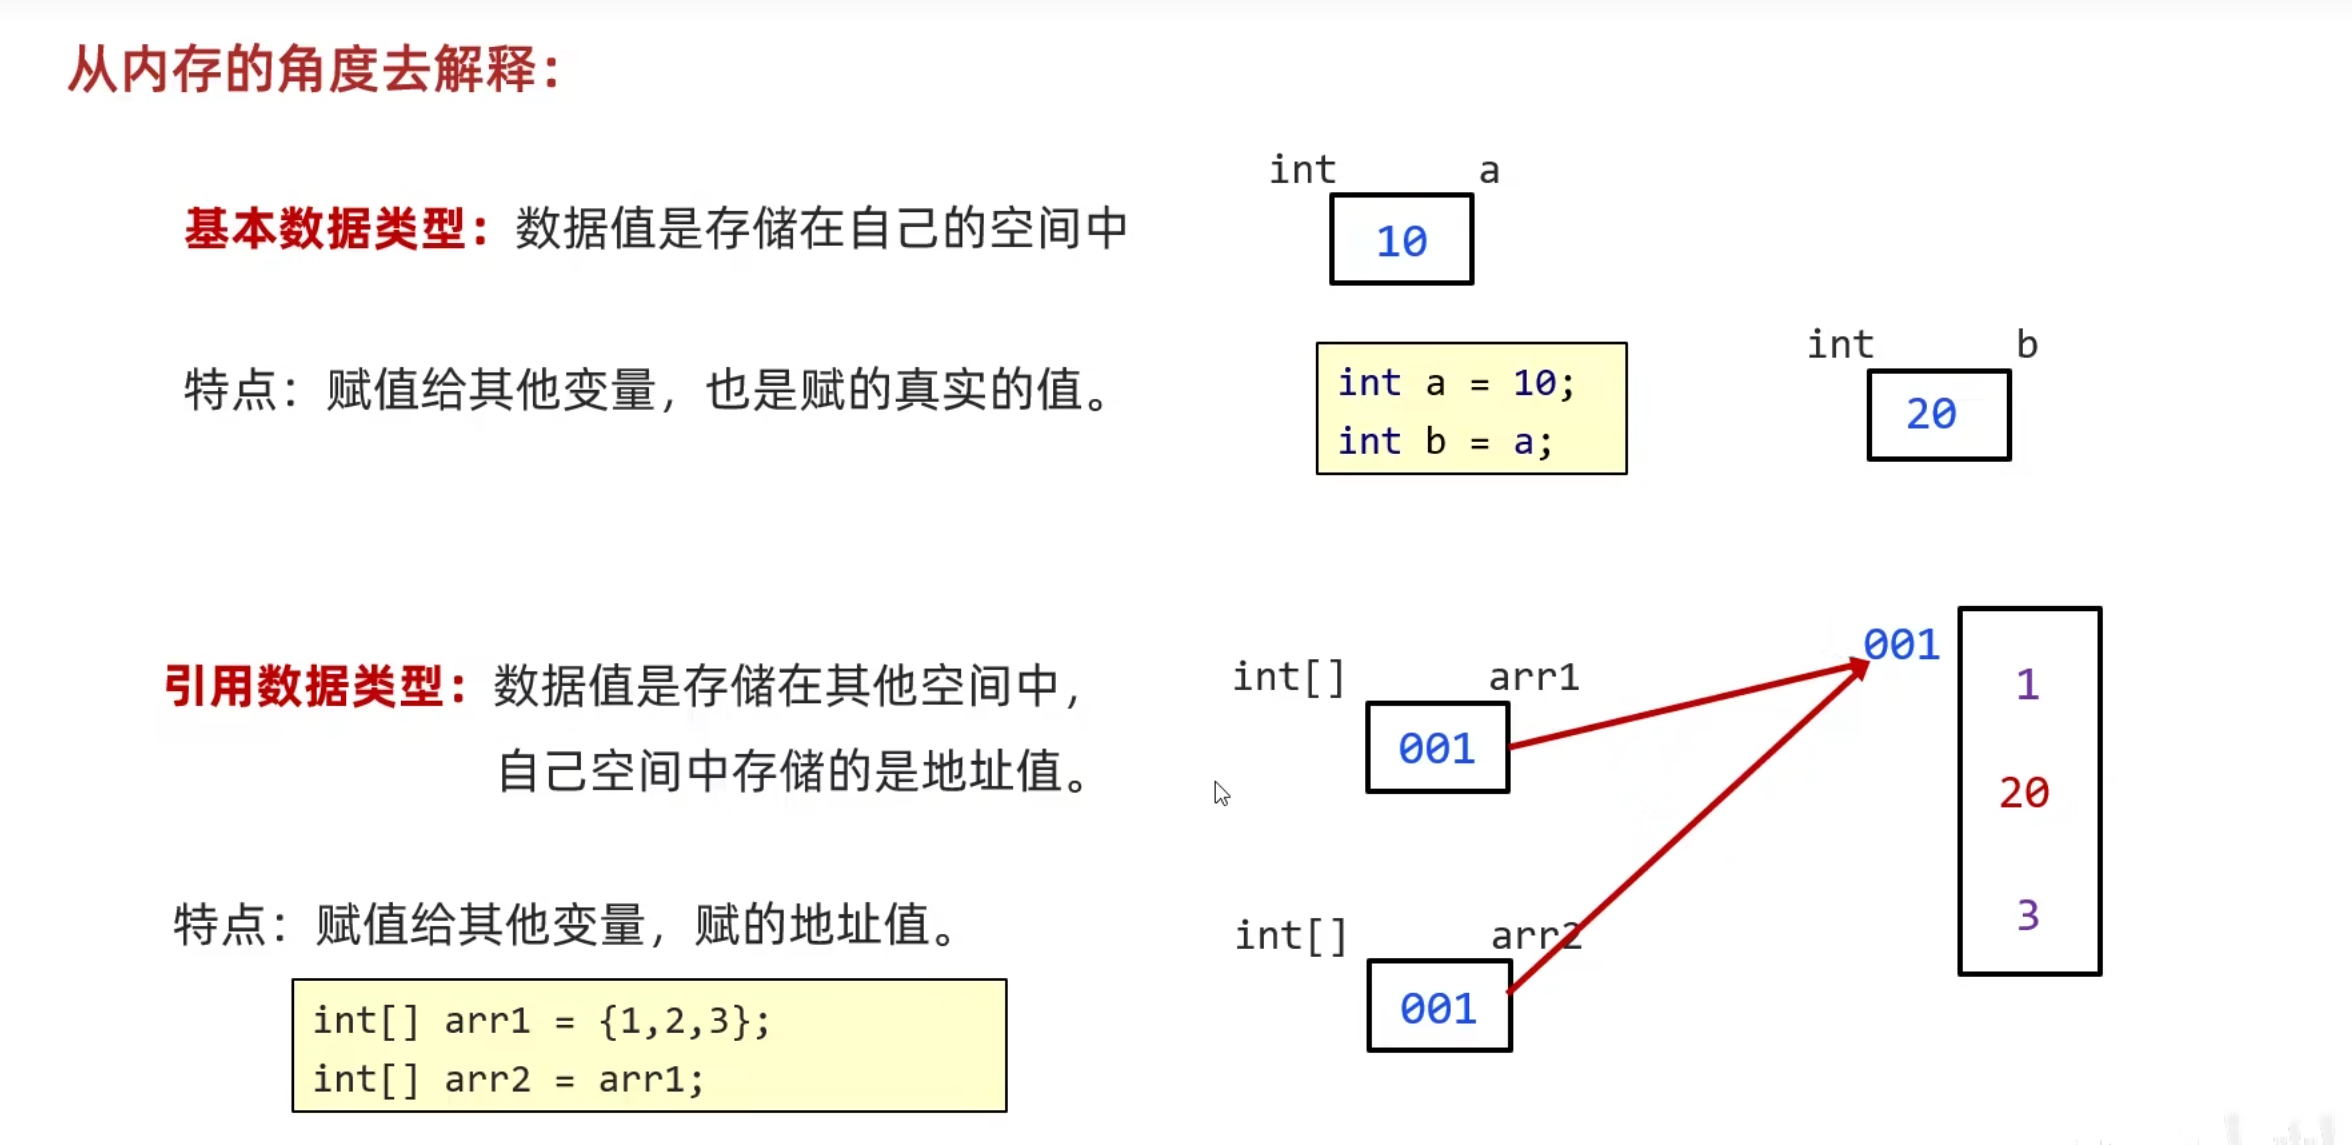 从内存的角度去解释：
基本数据类型：数据值是存储在自己的空间中
特点：赋值给其他变量，也是赋的真实的值。
int a
10
int a = 10;
int b = a;
int b
20
引用数据类型：数据值是存储在其他空间中，
自己空间中存储的是地址值。
特点：赋值给其他变量，赋的地址值。
int[] arr1 = {1,2,3};
int[] arr2 = arr1;
int[] arr1
001
int[] arr2
001
001
1
20
3